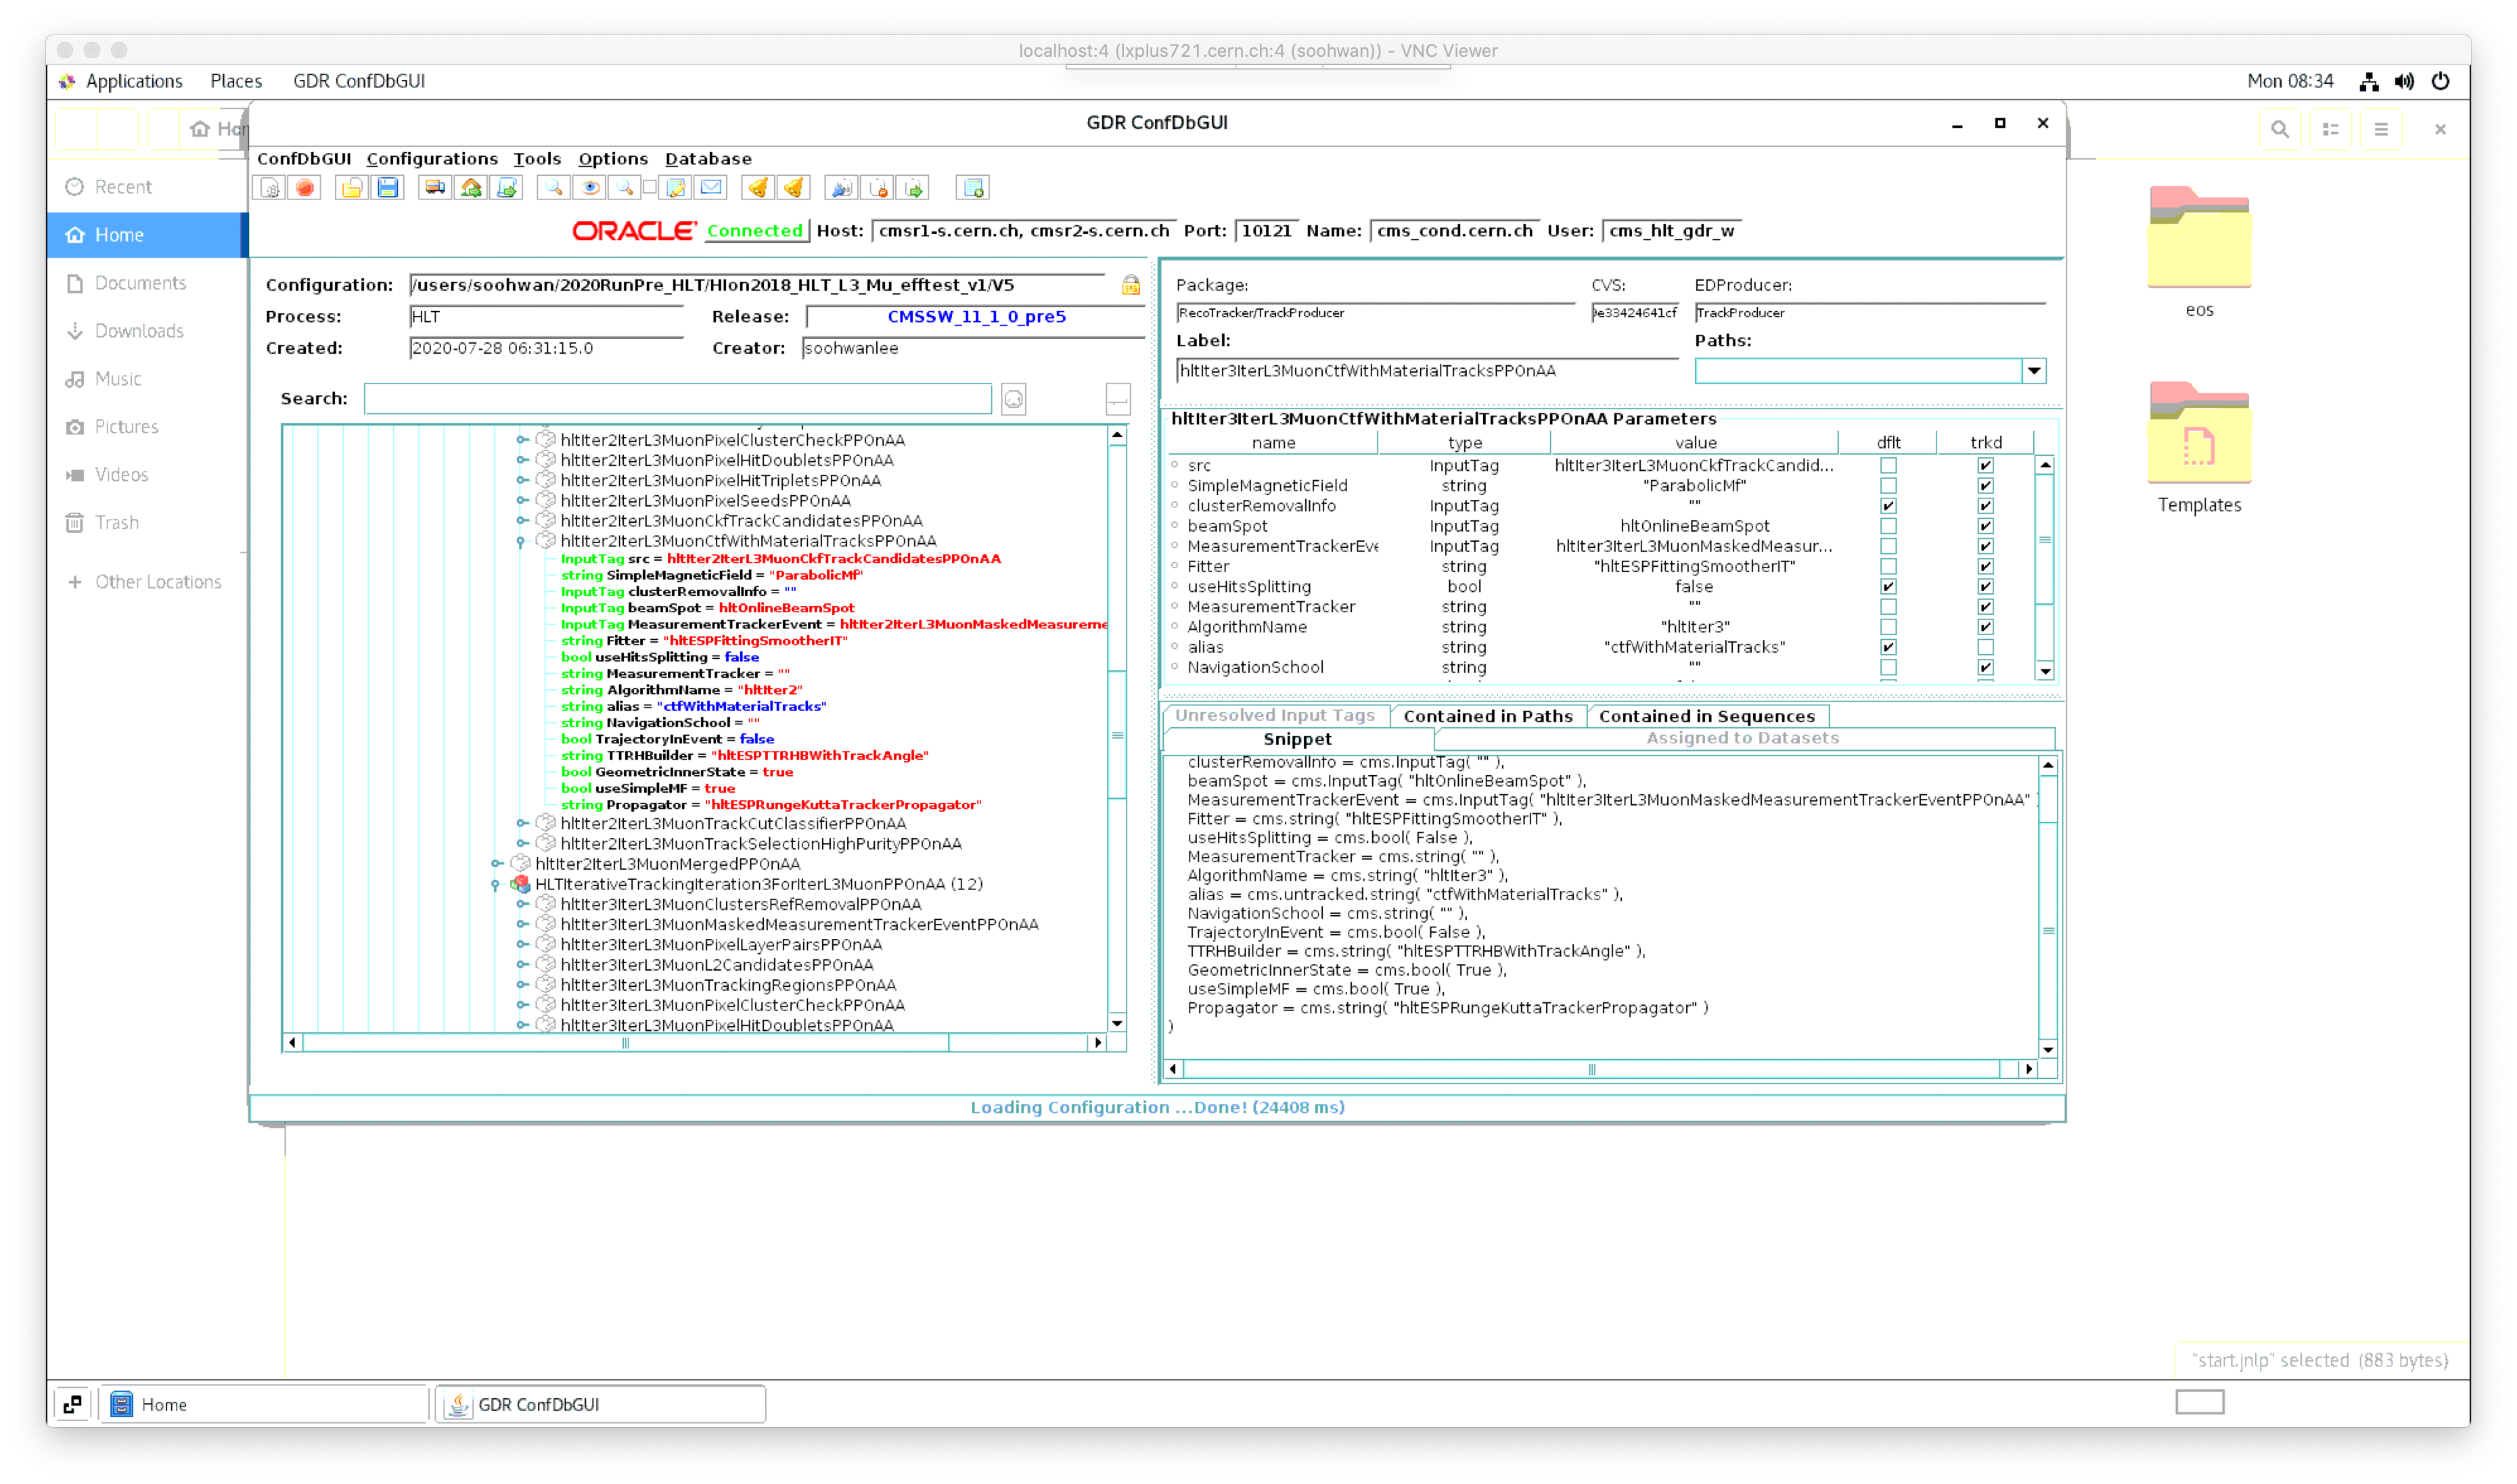 localhost:4 (lxplus721.cern.ch:4 (soohwan)) - VNC Viewer
Applications Places GDR ConfDbGUI Mon 08:34
GDR ConfDbGUI
ConfDbGUI Configurations Tools Options Database
ORACLE Connected Host: cmsr1-s.cern.ch, cmsr2-s.cern.ch Port: 10121 Name: cms_cond.cern.ch User: cms_hlt_gdr_w
Recent
Home
Documents
Downloads
Music
Pictures
Videos
Trash
Other Locations
Configuration: /users/soohwan/2020RunPre_HLT/HIon2018_HLT_L3_Mu_efftest_v1/V5
Process: HLT Release: CMSSW_11_1_0_pre5
Created: 2020-07-28 06:31:15.0 Creator: soohwanlee
Search:
hltIter2IterL3MuonPixelClusterCheckPPOnAA
hltIter2IterL3MuonPixelHitDoubletsPPOnAA
hltIter2IterL3MuonPixelHitTripletsPPOnAA
hltIter2IterL3MuonPixelSeedsPPOnAA
hltIter2IterL3MuonCkfTrackCandidatesPPOnAA
hltIter2IterL3MuonCtfWithMaterialTracksPPOnAA
InputTag src = hltIter2IterL3MuonCkfTrackCandidatesPPOnAA
string SimpleMagneticField = "ParabolicMf"
InputTag clusterRemovalInfo = ""
InputTag beamSpot = hltOnlineBeamSpot
InputTag MeasurementTrackerEvent = hltIter2IterL3MuonMaskedMeasureme
string Fitter = "hltESPFittingSmootherIT"
bool useHitsSplitting = false
string MeasurementTracker = ""
string AlgorithmName = "hltIter2"
string alias = "ctfWithMaterialTracks"
string NavigationSchool = ""
bool TrajectoryInEvent = false
string TTRHBuilder = "hltESPTTRHBWithTrackAngle"
bool GeometricInnerState = true
bool useSimpleMF = true
string Propagator = "hltESPRungeKuttaTrackerPropagator"
hltIter2IterL3MuonTrackCutClassifierPPOnAA
hltIter2IterL3MuonTrackSelectionHighPurityPPOnAA
hltIter2IterL3MuonMergedPPOnAA
HLTIterativeTrackingIteration3ForIterL3MuonPPOnAA (12)
hltIter3IterL3MuonClustersRefRemovalPPOnAA
hltIter3IterL3MuonMaskedMeasurementTrackerEventPPOnAA
hltIter3IterL3MuonPixelLayerPairsPPOnAA
hltIter3IterL3MuonL2CandidatesPPOnAA
hltIter3IterL3MuonTrackingRegionsPPOnAA
hltIter3IterL3MuonPixelClusterCheckPPOnAA
hltIter3IterL3MuonPixelHitDoubletsPPOnAA
Package: CVS: EDProducer:
RecoTracker/TrackProducer e33424641cf TrackProducer
Label: Paths:
hltIter3IterL3MuonCtfWithMaterialTracksPPOnAA
hltIter3IterL3MuonCtfWithMaterialTracksPPOnAA Parameters
name type value dflt trkd
src InputTag hltIter3IterL3MuonCkfTrackCandid...
SimpleMagneticField string "ParabolicMf"
clusterRemovalInfo InputTag ""
beamSpot InputTag hltOnlineBeamSpot
MeasurementTrackerEve InputTag hltIter3IterL3MuonMaskedMeasur...
Fitter string "hltESPFittingSmootherIT"
useHitsSplitting bool false
MeasurementTracker string ""
AlgorithmName string "hltIter3"
alias string "ctfWithMaterialTracks"
NavigationSchool string ""
Unresolved Input Tags Contained in Paths Contained in Sequences
Snippet Assigned to Datasets
clusterRemovalInfo = cms.InputTag( "" ),
beamSpot = cms.InputTag( "hltOnlineBeamSpot" ),
MeasurementTrackerEvent = cms.InputTag( "hltIter3IterL3MuonMaskedMeasurementTrackerEventPPOnAA"
Fitter = cms.string( "hltESPFittingSmootherIT" ),
useHitsSplitting = cms.bool( False ),
MeasurementTracker = cms.string( "" ),
AlgorithmName = cms.string( "hltIter3" ),
alias = cms.untracked.string( "ctfWithMaterialTracks" ),
NavigationSchool = cms.string( "" ),
TrajectoryInEvent = cms.bool( False ),
TTRHBuilder = cms.string( "hltESPTTRHBWithTrackAngle" ),
GeometricInnerState = cms.bool( True ),
useSimpleMF = cms.bool( True ),
Propagator = cms.string( "hltESPRungeKuttaTrackerPropagator" )
)
Loading Configuration ...Done! (24408 ms)
eos
Templates
"start.jnlp" selected (883 bytes)
Home GDR ConfDbGUI